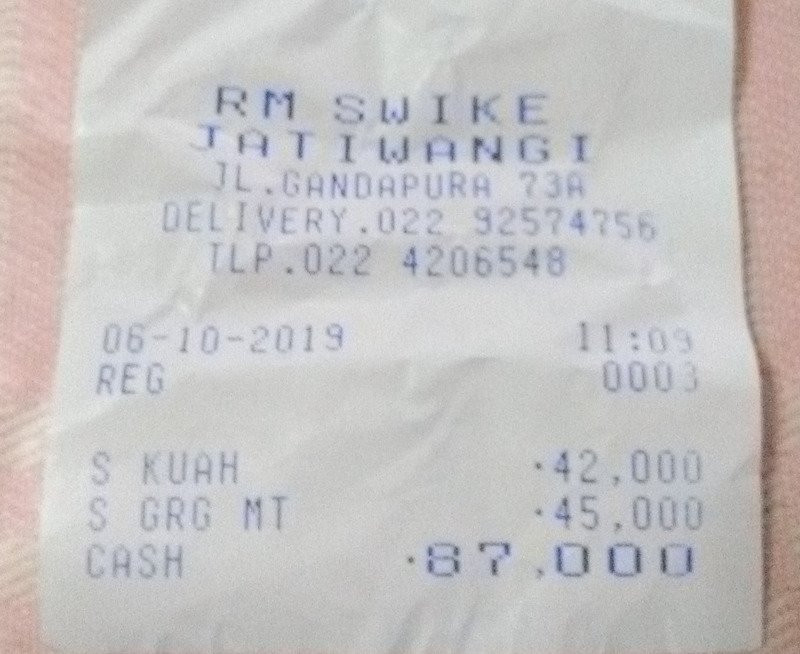 RM SWIKE
JATIWANGI
JL.GANDAPURA 73A
DELIVERY.022 92574756
TLP.022 4206548
06-10-2019 11:09
REG 0003
S KUAH ·42,000
S GRG MT ·45,000
CASH ·87,000